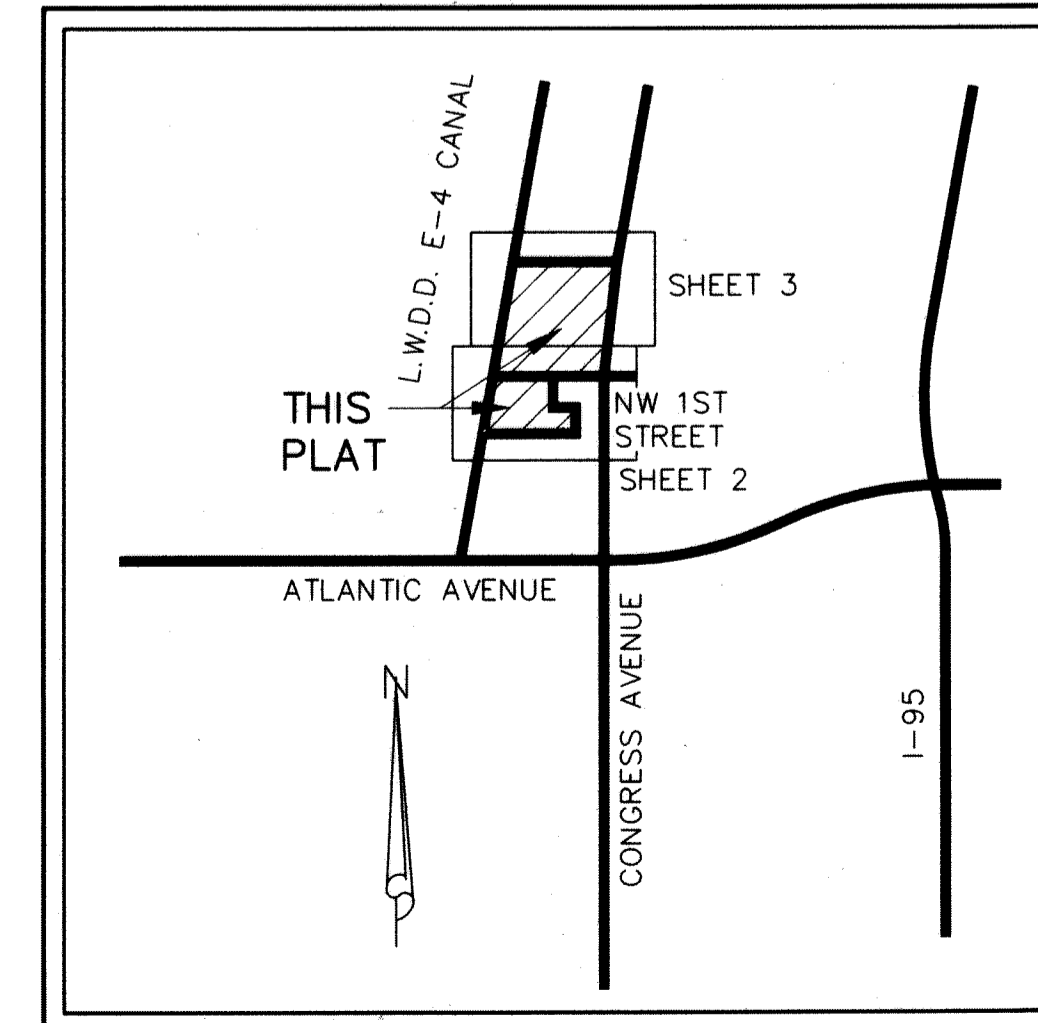 L.W.D.D. E-4 CANAL
SHEET 3
THIS
PLAT
NW 1ST
STREET
SHEET 2
ATLANTIC AVENUE
CONGRESS AVENUE
I-95
N